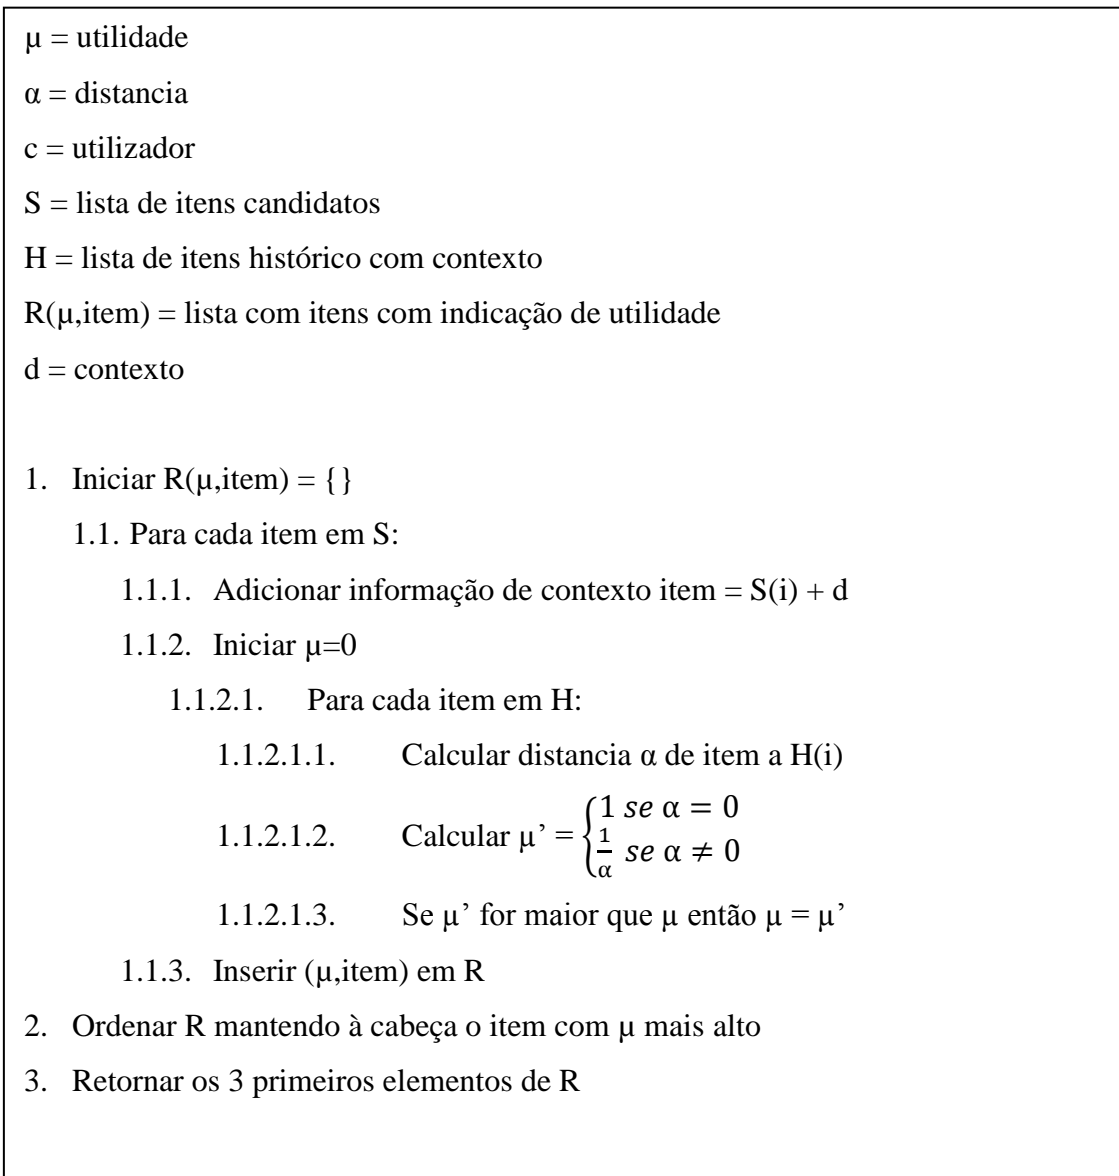 µ = utilidade
α = distancia
c = utilizador
S = lista de itens candidatos
H = lista de itens histórico com contexto
R(µ,item) = lista com itens com indicação de utilidade
d = contexto
1. Iniciar R(µ,item) = {}
1.1. Para cada item em S:
1.1.1. Adicionar informação de contexto item = S(i) + d
1.1.2. Iniciar µ=0
1.1.2.1. Para cada item em H:
1.1.2.1.1. Calcular distancia α de item a H(i)
1.1.2.1.2. Calcular µ’ = { 1 se α = 0
1/α se α ≠ 0
1.1.2.1.3. Se µ’ for maior que µ então µ = µ’
1.1.3. Inserir (µ,item) em R
2. Ordenar R mantendo à cabeça o item com µ mais alto
3. Retornar os 3 primeiros elementos de R